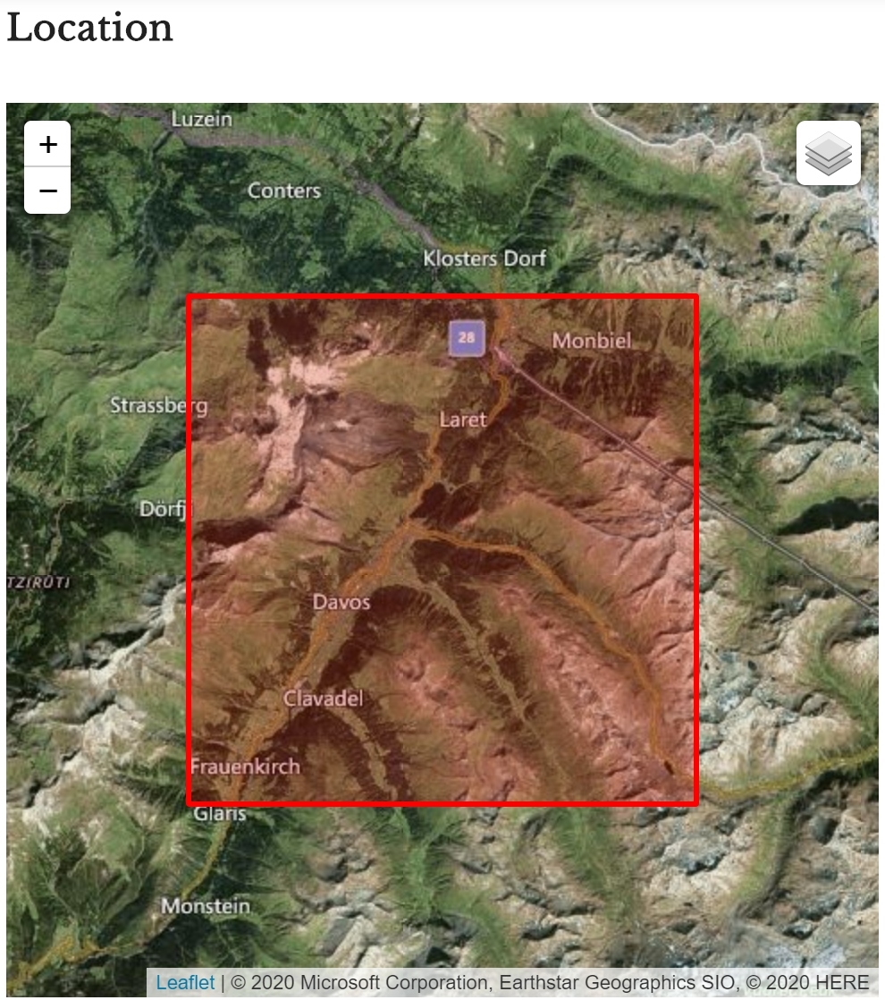 Location
Luzein
+
−
Conters
Klosters Dorf
28
Monbiel
Strassberg
Laret
Dörfji
TZIRÜTI
Davos
Clavadel
Frauenkirch
Glaris
Monstein
Leaflet | © 2020 Microsoft Corporation, Earthstar Geographics SIO, © 2020 HERE